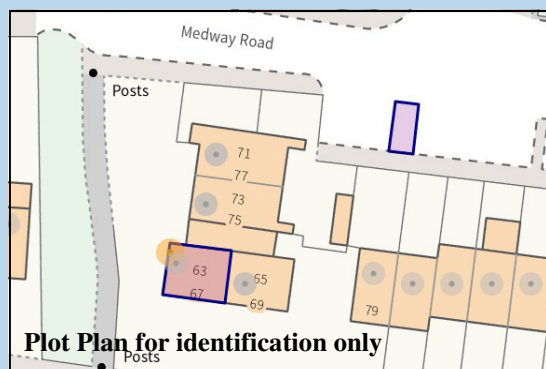 Medway Road
Posts
71
77
73
75
63
65
67
69
79
Plot Plan for identification only
Posts